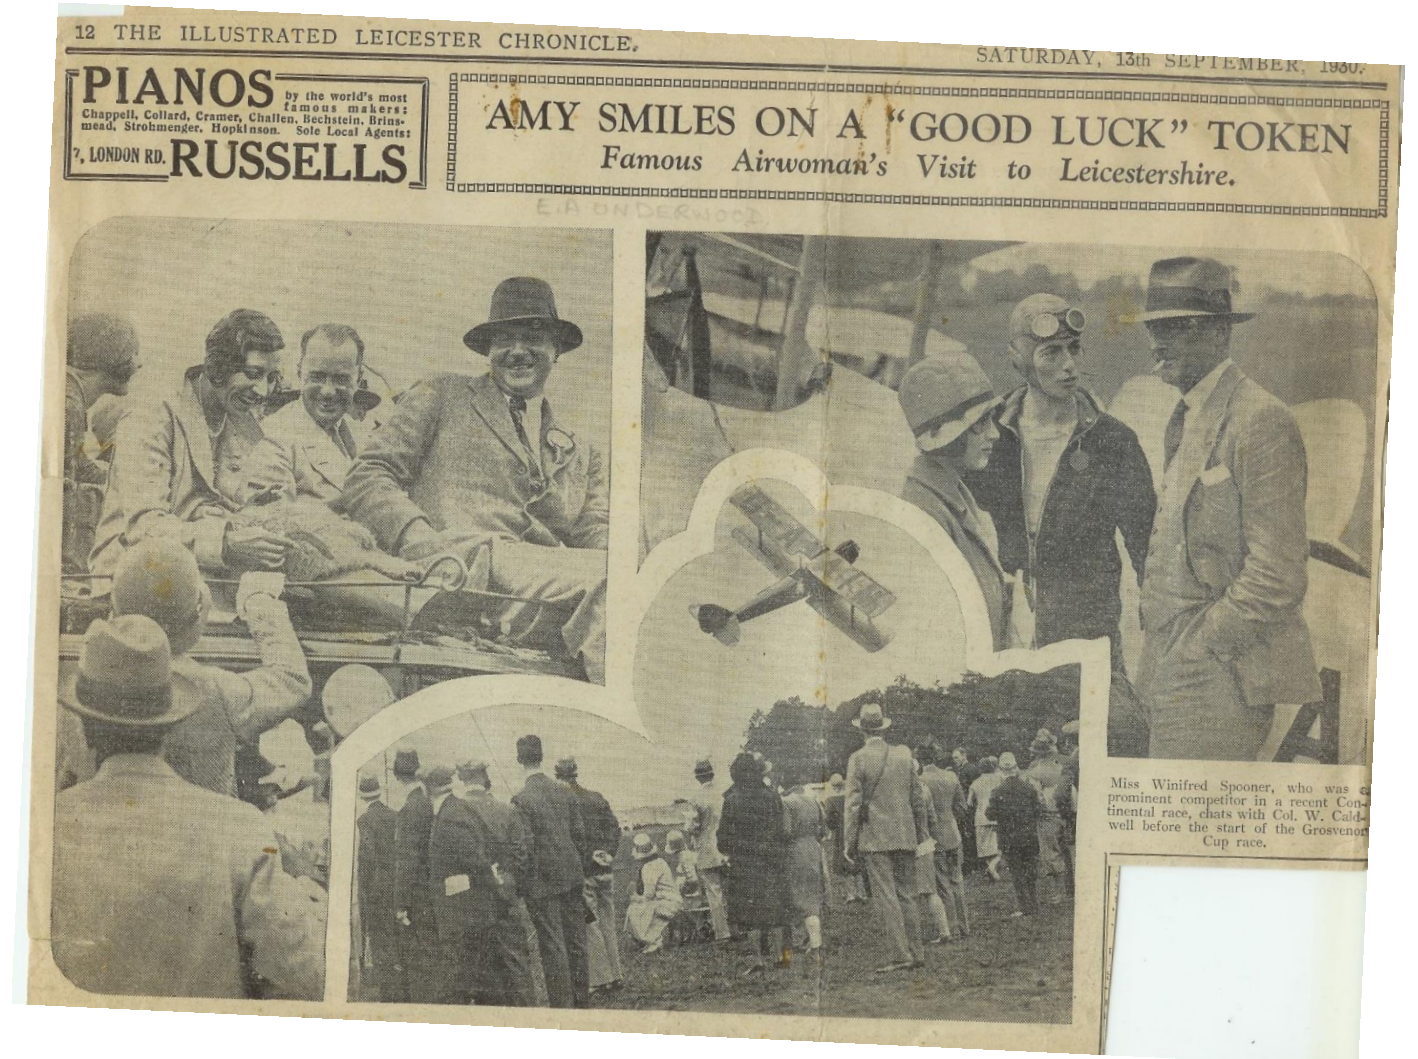 12 THE ILLUSTRATED LEICESTER CHRONICLE.
SATURDAY, 13th SEPTEMBER, 1930.
PIANOS
by the world's most
famous makers:
Chappell, Collard, Cramer, Challen, Bechstein, Brins-
mead, Strohmenger, Hopkinson. Sole Local Agents:
7, LONDON RD. RUSSELLS
AMY SMILES ON A "GOOD LUCK" TOKEN
Famous Airwoman's Visit to Leicestershire.
E.A UNDERWOOD
Miss Winifred Spooner, who was a
prominent competitor in a recent Con-
tinental race, chats with Col. W. Cald-
well before the start of the Grosvenor
Cup race.